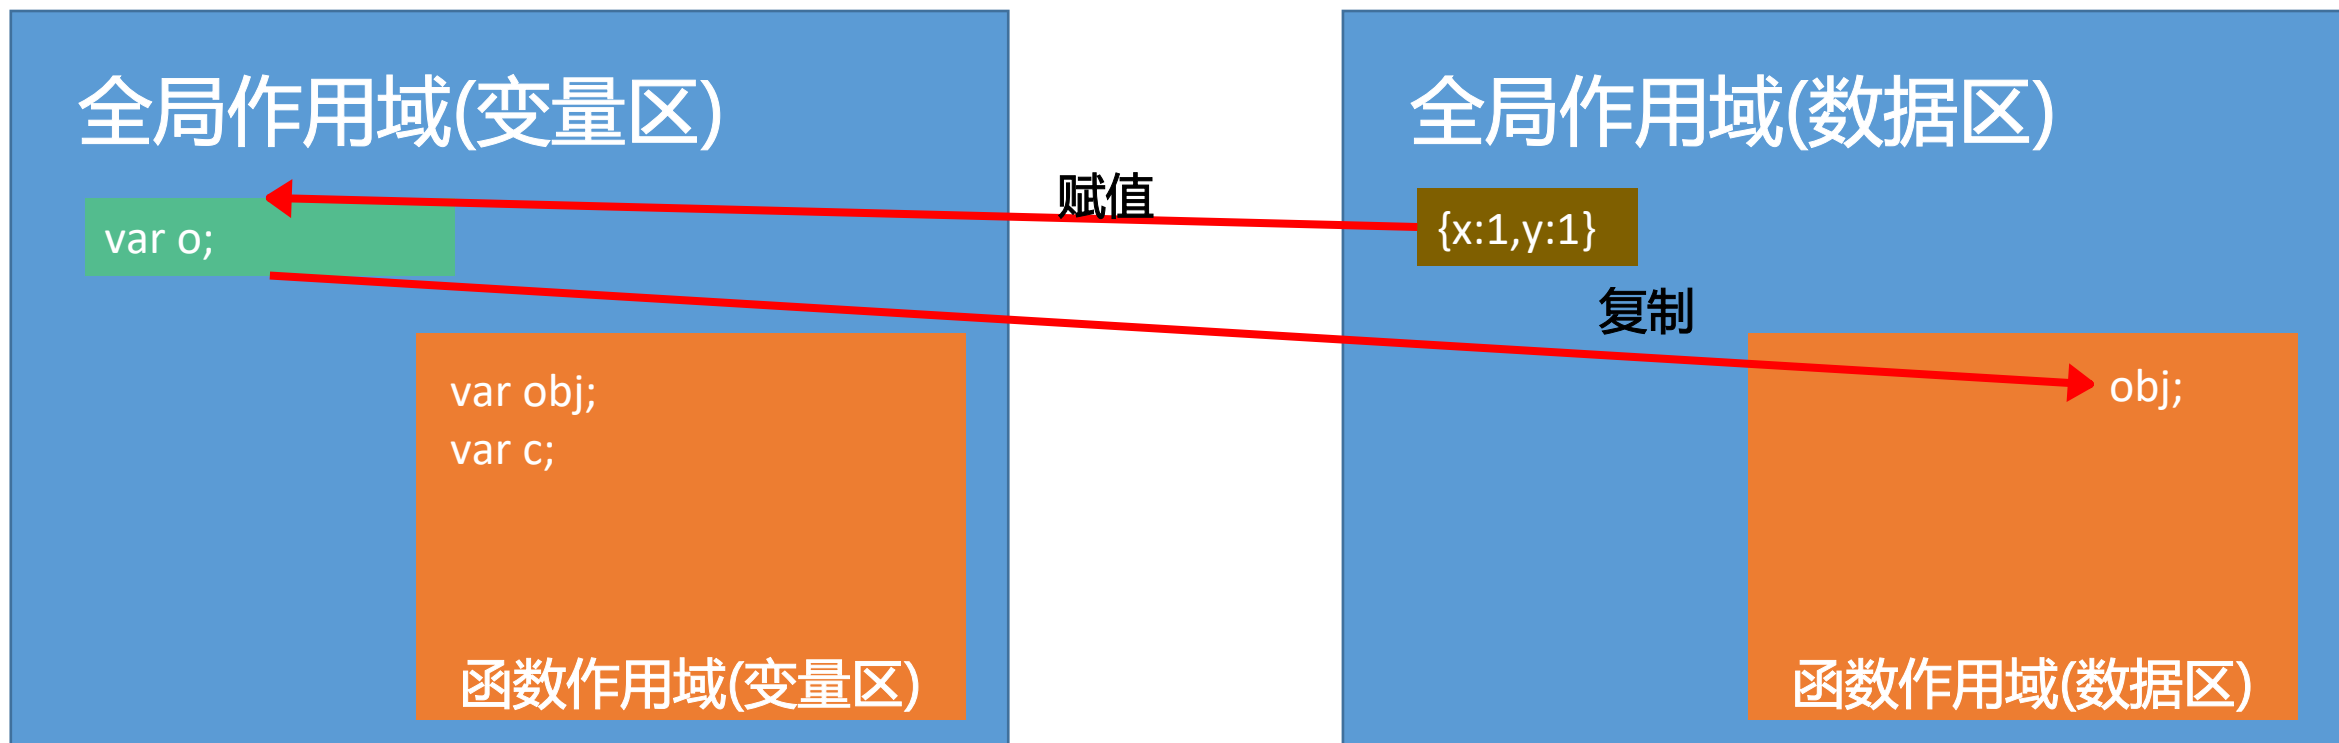 全局作用域(变量区)
var o;
var obj;
var c;
函数作用域(变量区)
赋值
全局作用域(数据区)
{x:1,y:1}
复制
obj;
函数作用域(数据区)